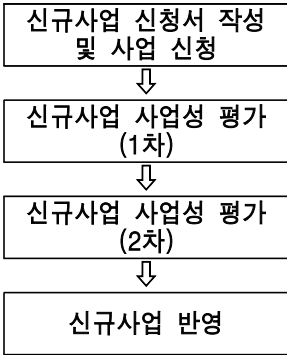 신규사업 신청서 작성
및 사업 신청
신규사업 사업성 평가
(1차)
신규사업 사업성 평가
(2차)
신규사업 반영